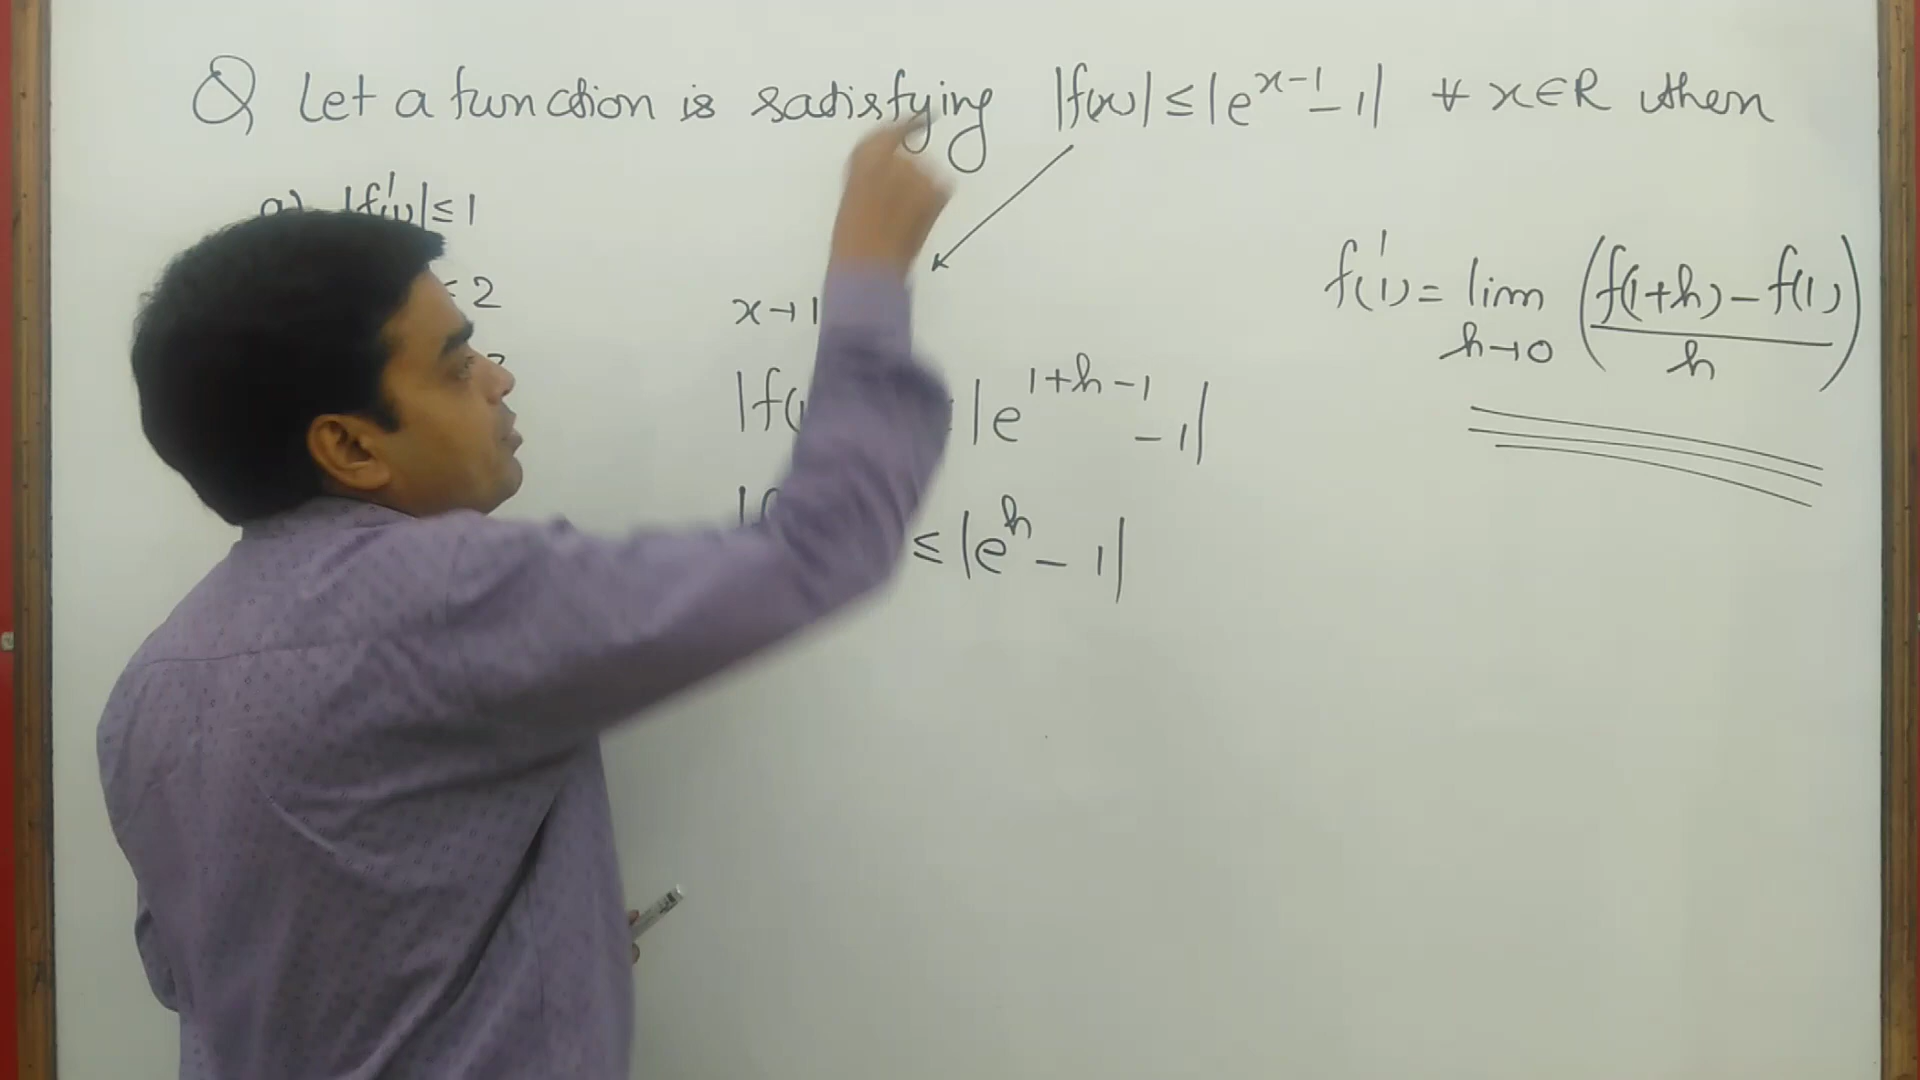 Q Let a function is satisfying |f(x)| ≤ |e^{x-1} - 1| ∀ x∈R then
a) |f'(1)| ≤ 1
≤ 2
x→1
f'(1) = lim_{h→0} ((f(1+h) - f(1))/h)
|f( |e^{1+h-1} - 1|
≤ |e^h - 1|